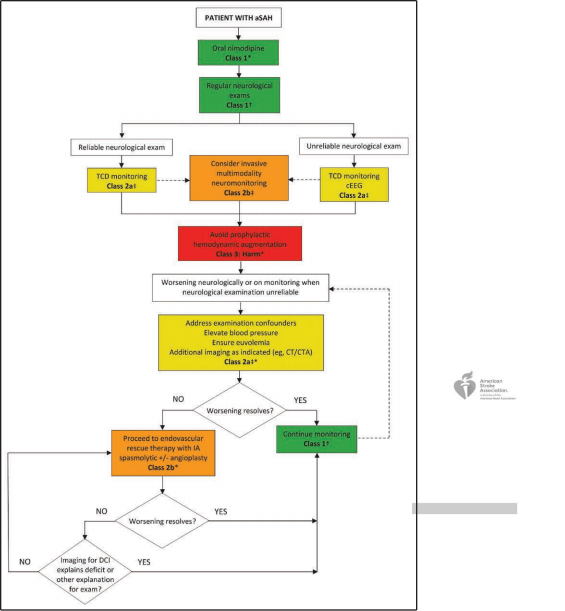 PATIENT WITH aSAH
Oral nimodipine
Class 1*
Regular neurological
exams
Class 1†
Reliable neurological exam
Unreliable neurological exam
TCD monitoring
Class 2a‡
Consider invasive
multimodality
neuromonitoring
Class 2b‡
TCD monitoring
cEEG
Class 2a‡
Avoid prophylactic
hemodynamic augmentation
Class 3: Harm*
Worsening neurologically or on monitoring when
neurological examination unreliable
Address examination confounders
Elevate blood pressure
Ensure euvolemia
Additional imaging as indicated (eg, CT/CTA)
Class 2a‡*
NO
Worsening resolves?
YES
Proceed to endovascular
rescue therapy with IA
spasmolytic +/- angioplasty
Class 2b*
Continue monitoring
Class 1†
NO
Worsening resolves?
YES
NO
Imaging for DCI
explains deficit or
other explanation
for exam?
YES
American
Stroke
Association.